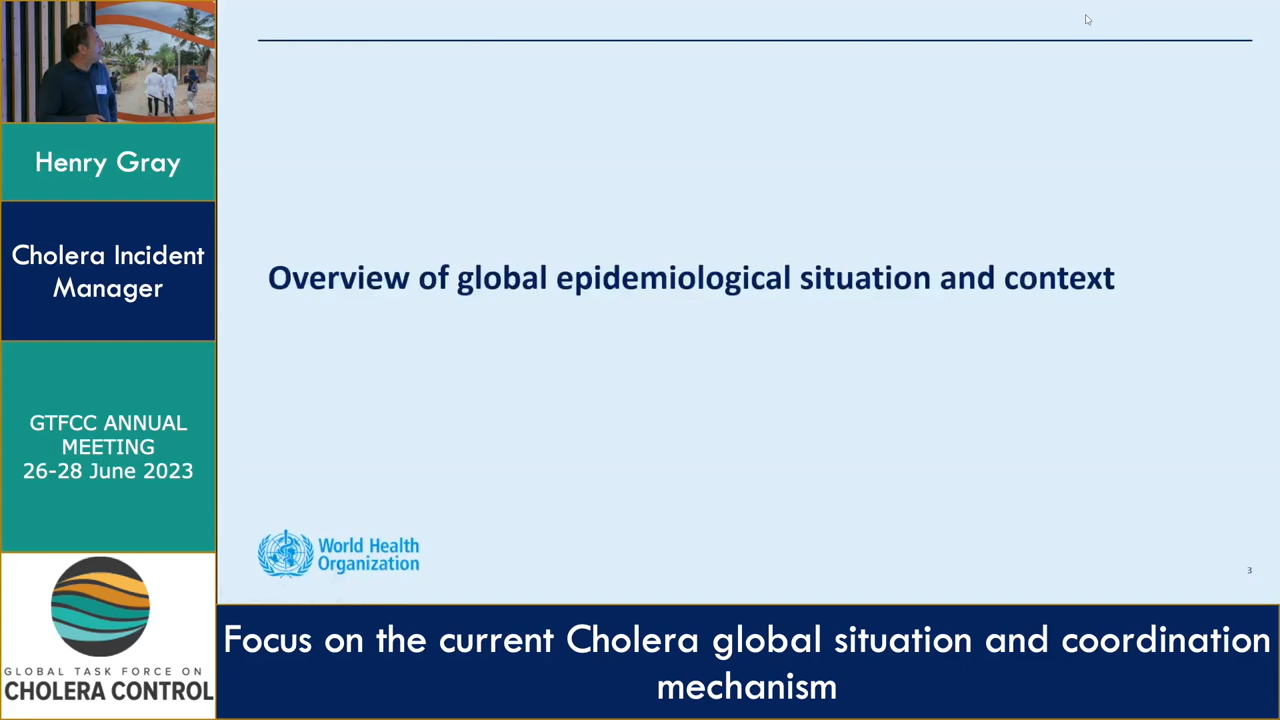 Henry Gray
Cholera Incident
Manager
GTFCC ANNUAL
MEETING
26-28 June 2023
GLOBAL TASK FORCE ON
CHOLERA CONTROL
Overview of global epidemiological situation and context
World Health
Organization
3
Focus on the current Cholera global situation and coordination
mechanism